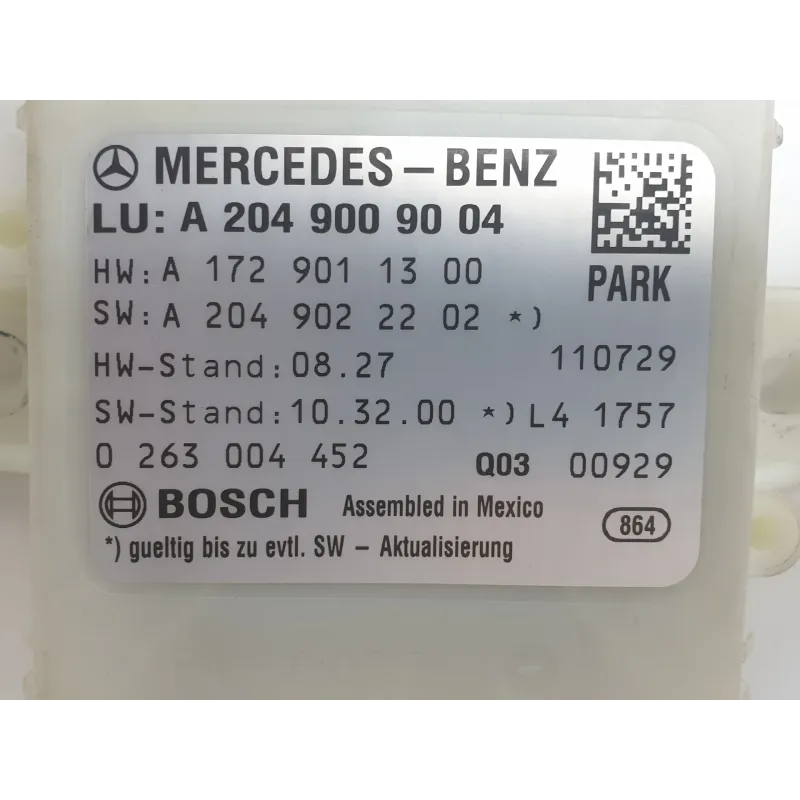 MERCEDES-BENZ
LU: A 204 900 90 04
PARK
HW: A 172 901 13 00
SW: A 204 902 22 02 *)
HW-Stand: 08.27 110729
SW-Stand: 10.32.00 *) L4 1757
0 263 004 452 Q03 00929
BOSCH Assembled in Mexico 864
*) gueltig bis zu evtl. SW - Aktualisierung